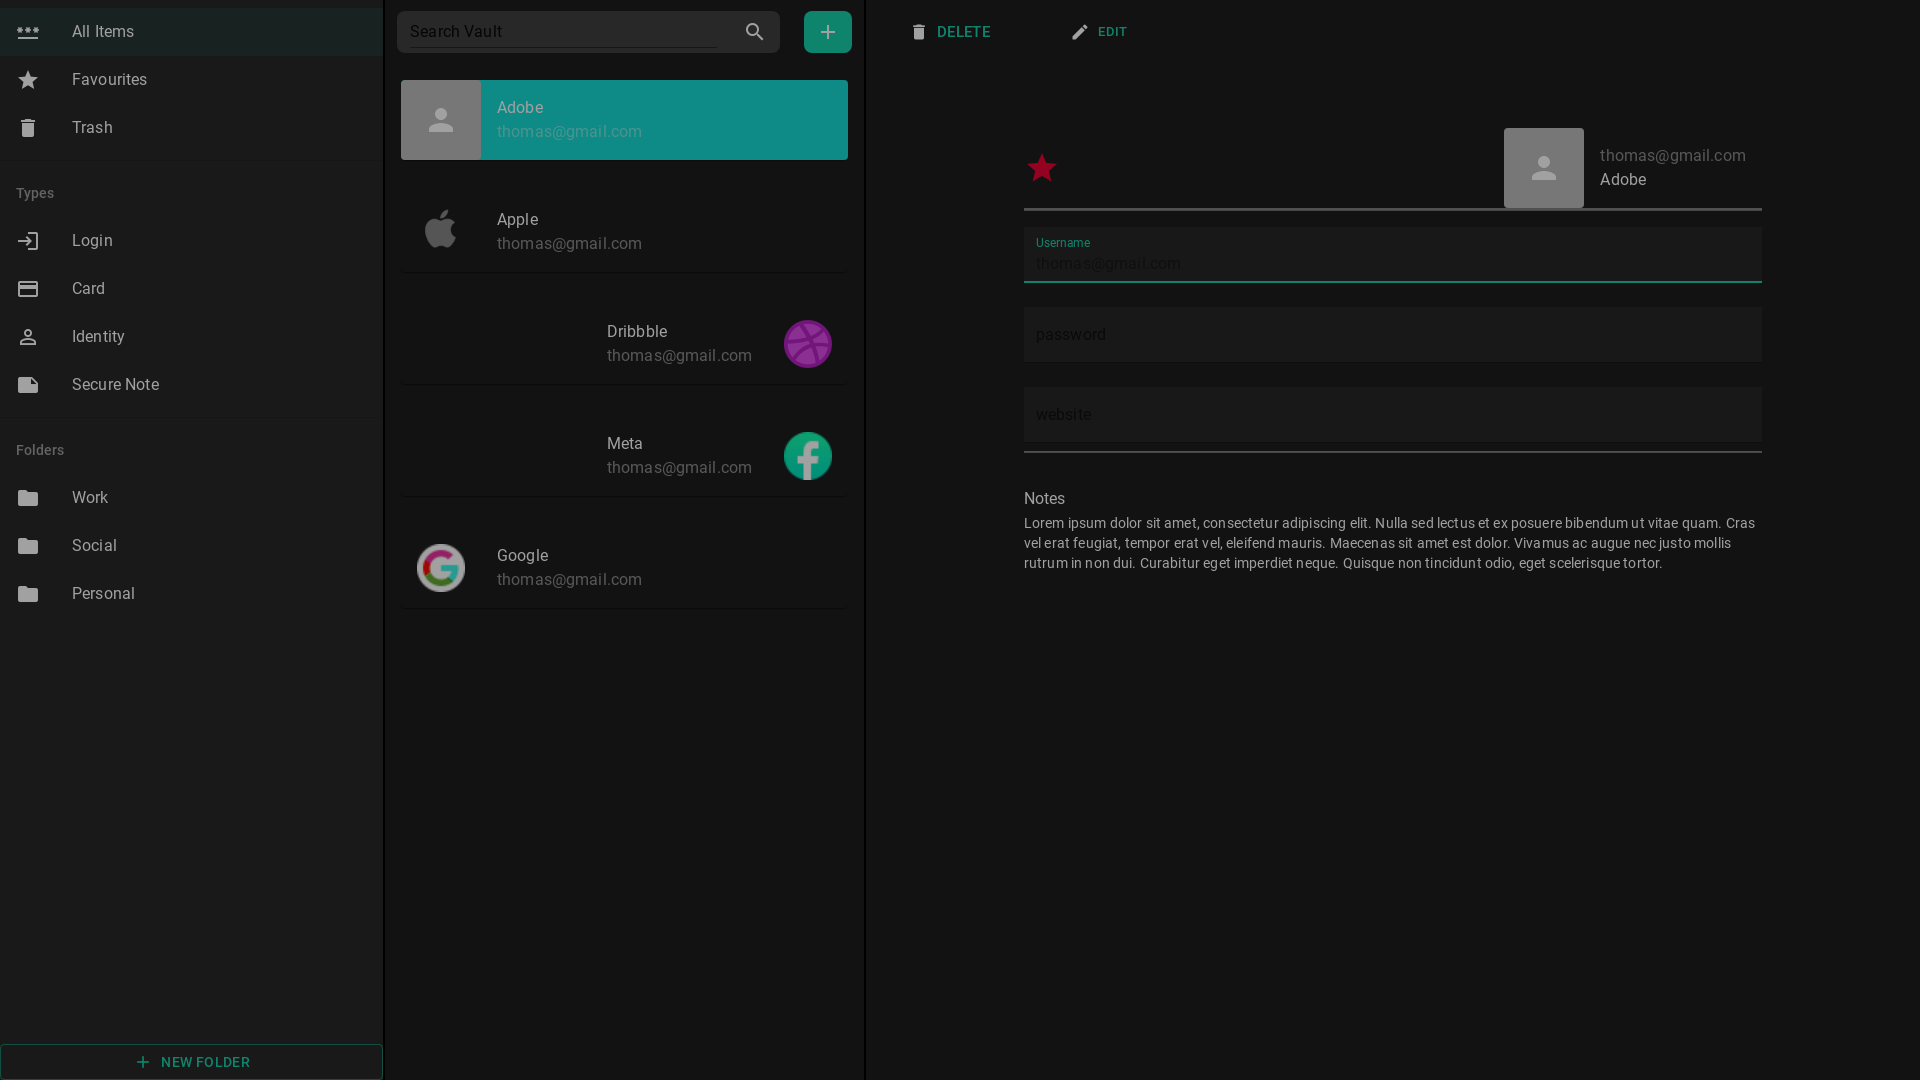 All Items
Favourites
Trash
Types
Login
Card
Identity
Secure Note
Folders
Work
Social
Personal
NEW FOLDER
Search Vault
Adobe
thomas@gmail.com
Apple
thomas@gmail.com
Dribbble
thomas@gmail.com
Meta
thomas@gmail.com
Google
thomas@gmail.com
DELETE
EDIT
thomas@gmail.com
Adobe
Username
thomas@gmail.com
password
website
Notes
Lorem ipsum dolor sit amet, consectetur adipiscing elit. Nulla sed lectus et ex posuere bibendum ut vitae quam. Cras
vel erat feugiat, tempor erat vel, eleifend mauris. Maecenas sit amet est dolor. Vivamus ac augue nec justo mollis
rutrum in non dui. Curabitur eget imperdiet neque. Quisque non tincidunt odio, eget scelerisque tortor.